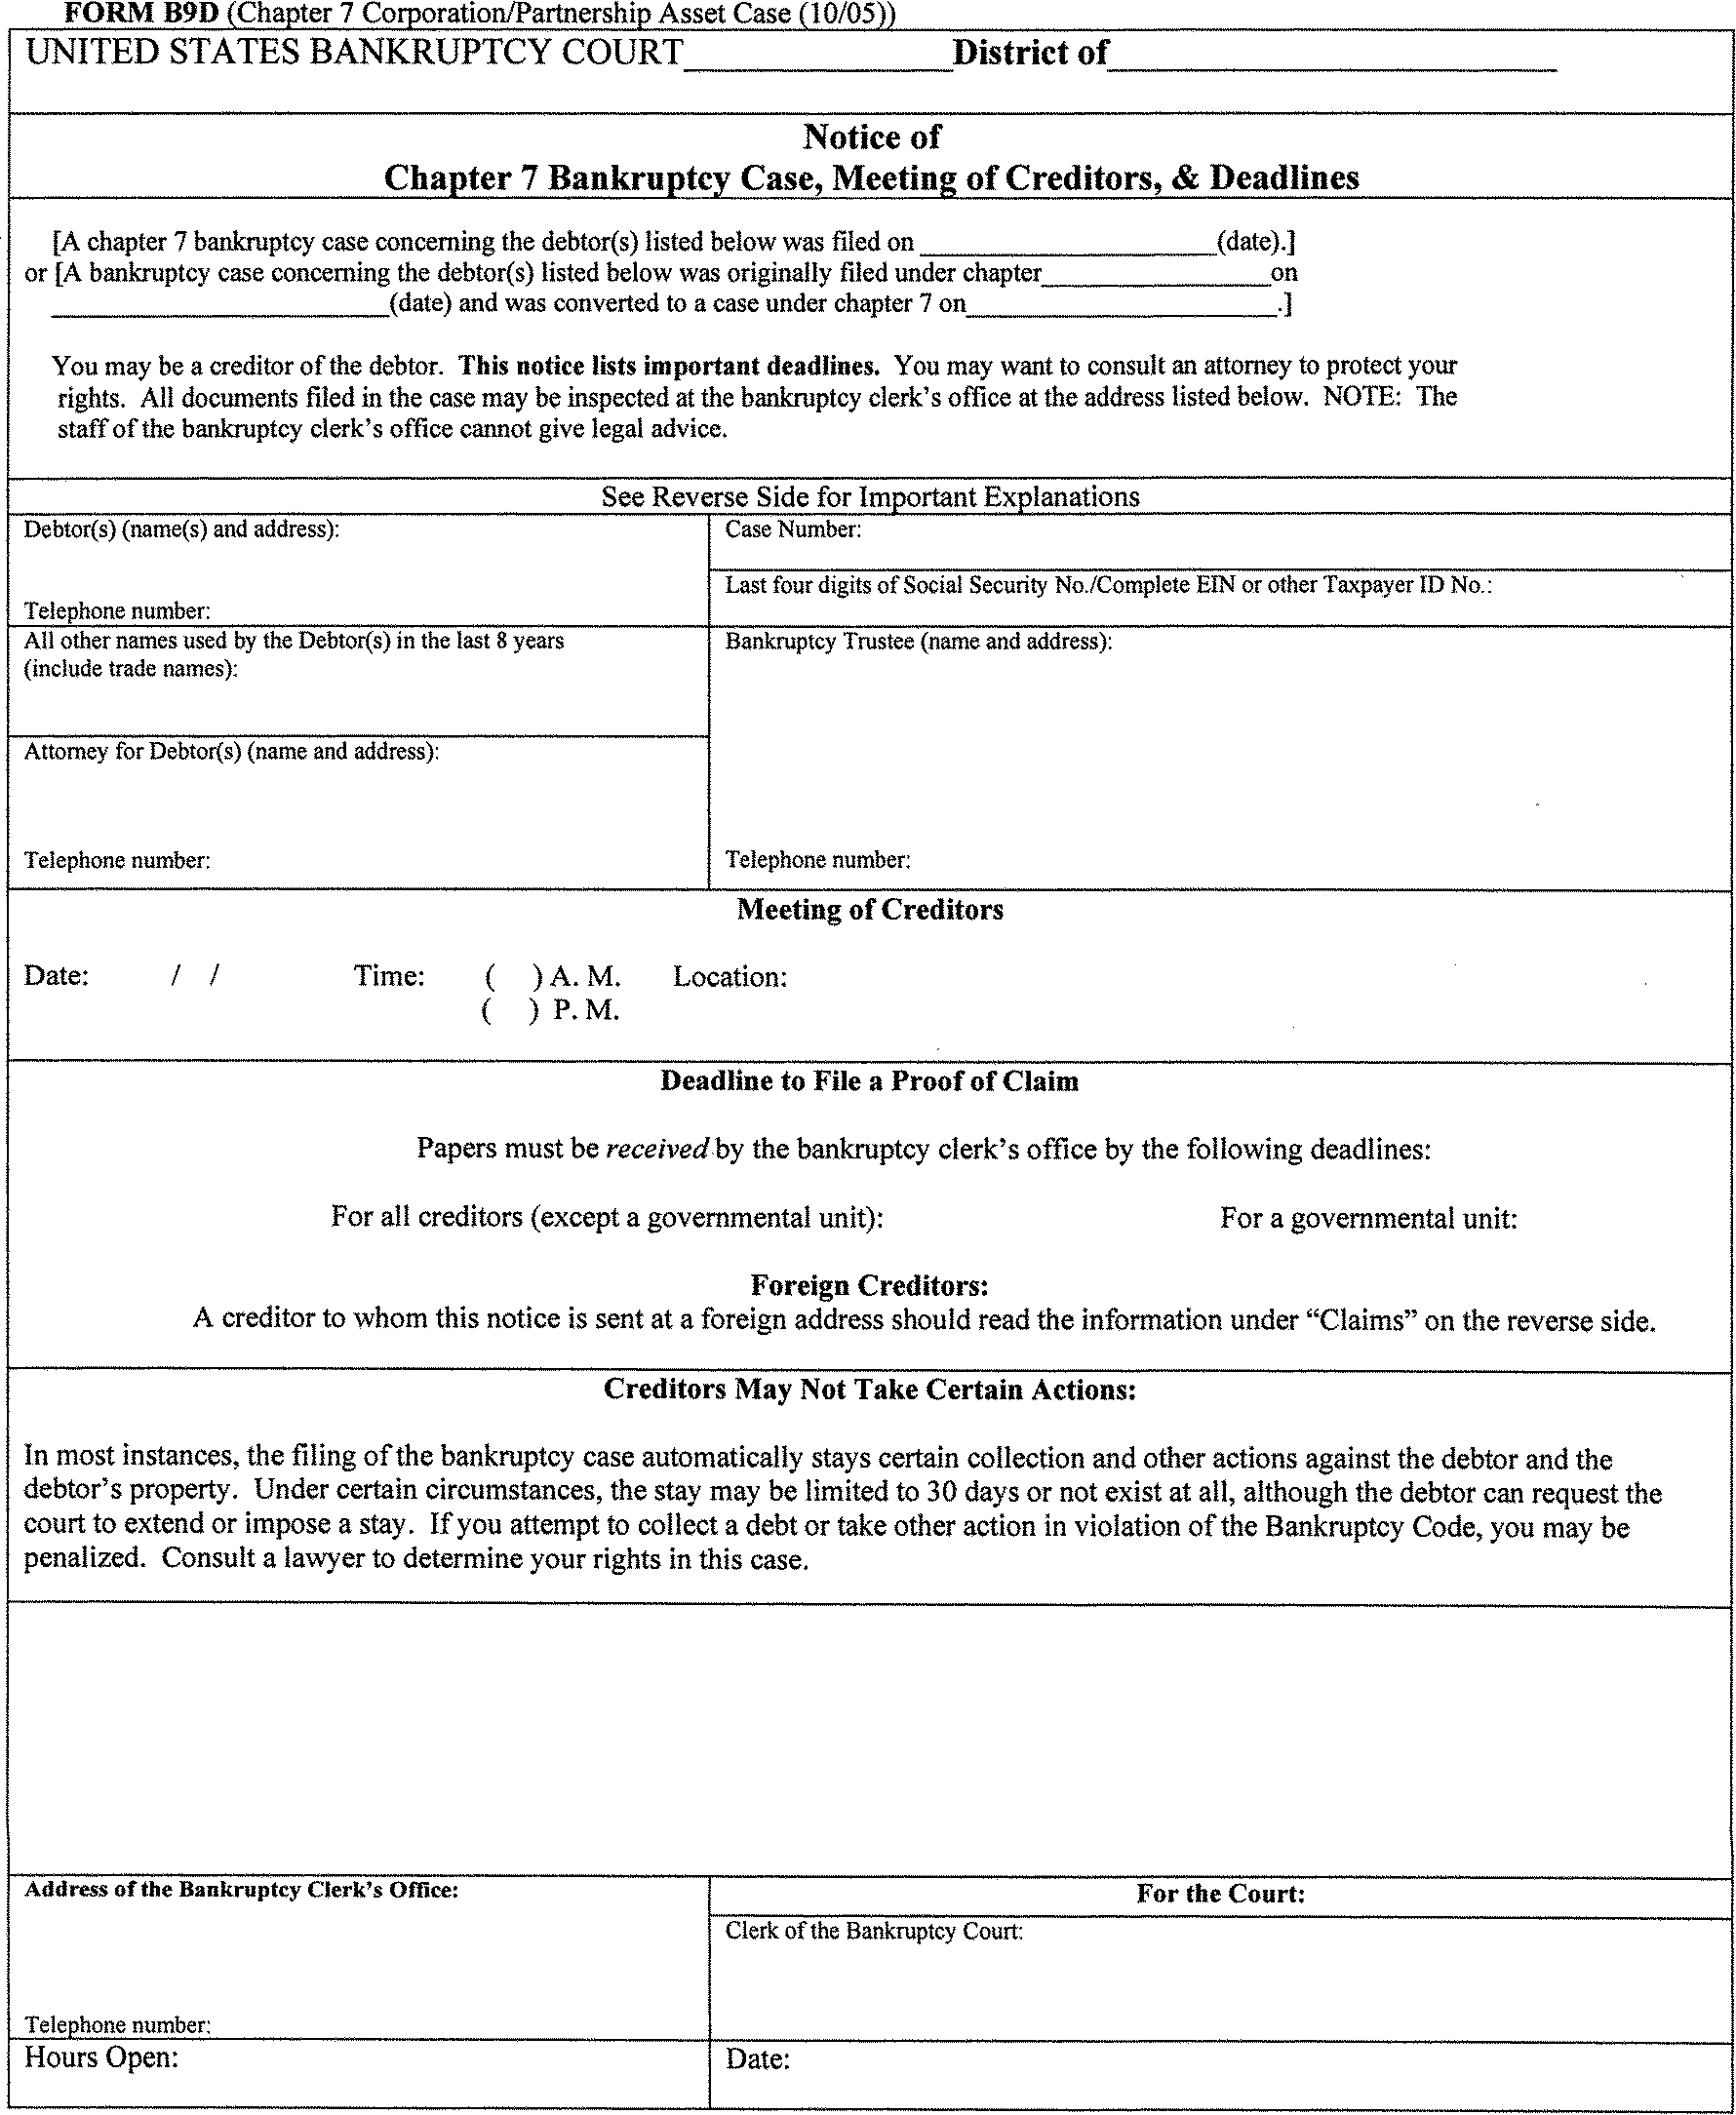 FORM B9D (Chapter 7 Corporation/Partnership Asset Case (10/05))
UNITED STATES BANKRUPTCY COURT____________District of____________________
Notice of
Chapter 7 Bankruptcy Case, Meeting of Creditors, & Deadlines
[A chapter 7 bankruptcy case concerning the debtor(s) listed below was filed on ____________________(date).]
or [A bankruptcy case concerning the debtor(s) listed below was originally filed under chapter________________on
______________________(date) and was converted to a case under chapter 7 on_____________________.]
You may be a creditor of the debtor. This notice lists important deadlines. You may want to consult an attorney to protect your
rights. All documents filed in the case may be inspected at the bankruptcy clerk's office at the address listed below. NOTE: The
staff of the bankruptcy clerk's office cannot give legal advice.
See Reverse Side for Important Explanations
Debtor(s) (name(s) and address):
Telephone number:
Case Number:
Last four digits of Social Security No./Complete EIN or other Taxpayer ID No.:
All other names used by the Debtor(s) in the last 8 years
(include trade names):
Bankruptcy Trustee (name and address):
Attorney for Debtor(s) (name and address):
Telephone number:
Telephone number:
Meeting of Creditors
Date: / / Time: ( ) A. M. Location:
( ) P. M.
Deadline to File a Proof of Claim
Papers must be received by the bankruptcy clerk's office by the following deadlines:
For all creditors (except a governmental unit): For a governmental unit:
Foreign Creditors:
A creditor to whom this notice is sent at a foreign address should read the information under “Claims” on the reverse side.
Creditors May Not Take Certain Actions:
In most instances, the filing of the bankruptcy case automatically stays certain collection and other actions against the debtor and the
debtor's property. Under certain circumstances, the stay may be limited to 30 days or not exist at all, although the debtor can request the
court to extend or impose a stay. If you attempt to collect a debt or take other action in violation of the Bankruptcy Code, you may be
penalized. Consult a lawyer to determine your rights in this case.
Address of the Bankruptcy Clerk's Office:
Telephone number:
For the Court:
Clerk of the Bankruptcy Court:
Hours Open:
Date: